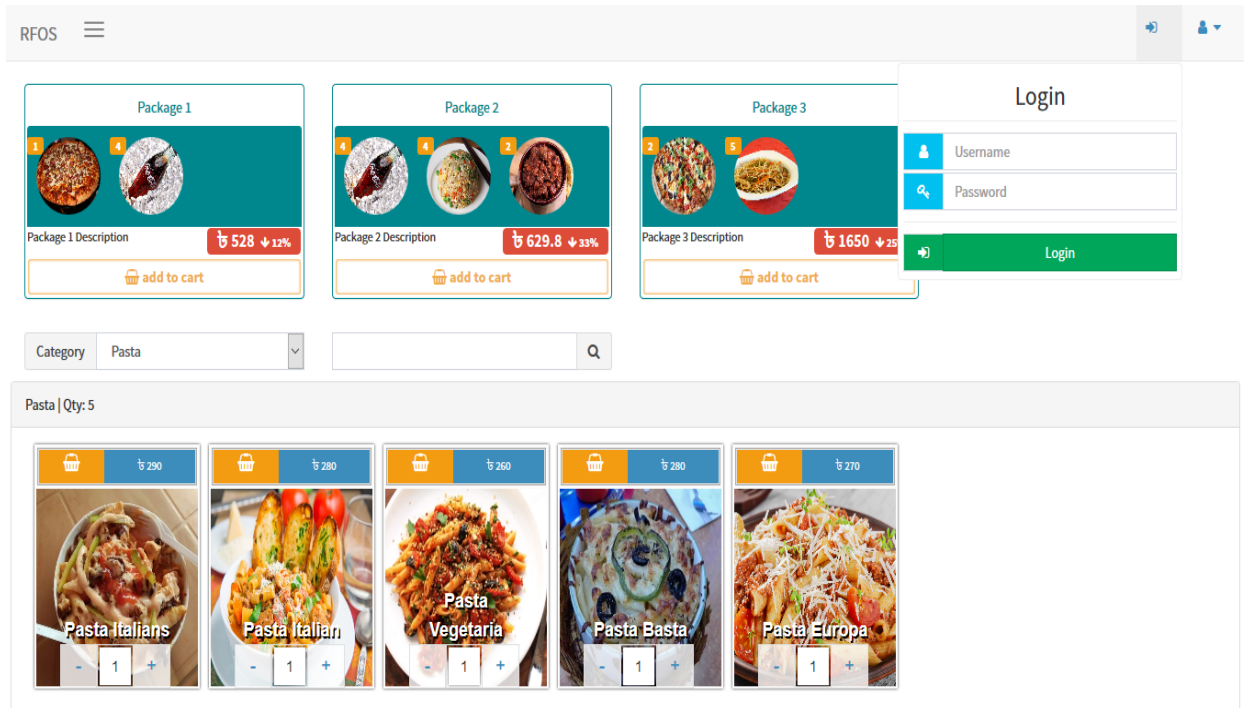 RFOS
Login
Username
Password
Login
Package 1
1 4
Package 1 Description ৳ 528 12%
add to cart
Package 2
4 4 2
Package 2 Description ৳ 629.8 33%
add to cart
Package 3
2 5
Package 3 Description ৳ 1650
add to cart
Category Pasta
Pasta | Qty: 5
৳ 290
Pasta Italians
- 1 +
৳ 280
Pasta Italian
- 1 +
৳ 260
Pasta
Vegetaria
- 1 +
৳ 280
Pasta Basta
- 1 +
৳ 270
Pasta Europa
- 1 +